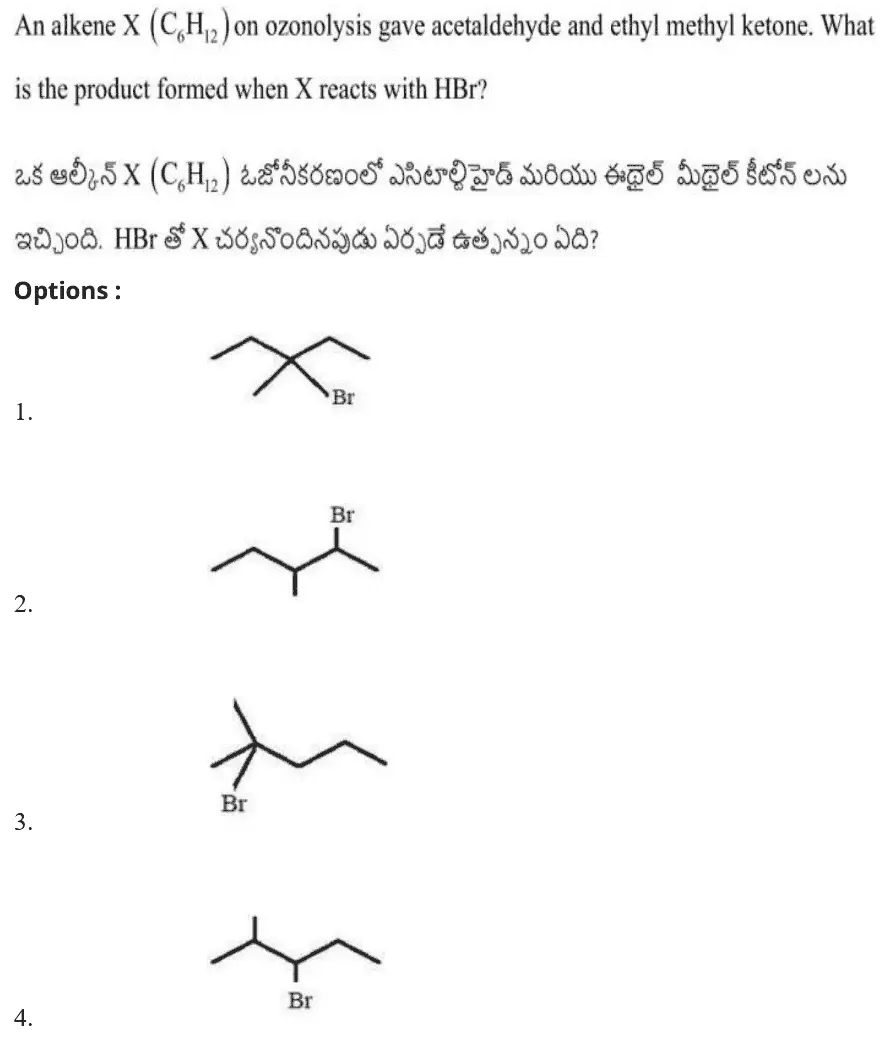 An alkene X (C₆H₁₂) on ozonolysis gave acetaldehyde and ethyl methyl ketone. What
is the product formed when X reacts with HBr?
ఒక ఆల్కీన్ X (C₆H₁₂) ఓజోనీకరణంలో ఎసిటాల్డిహైడ్ మరియు ఈథైల్ మీథైల్ కీటోన్ లను
ఇచ్చింది. HBr తో X చర్యనొందినపుడు ఏర్పడే ఉత్పన్నం ఏది?
Options :
Br
1.
Br
2.
Br
3.
Br
4.